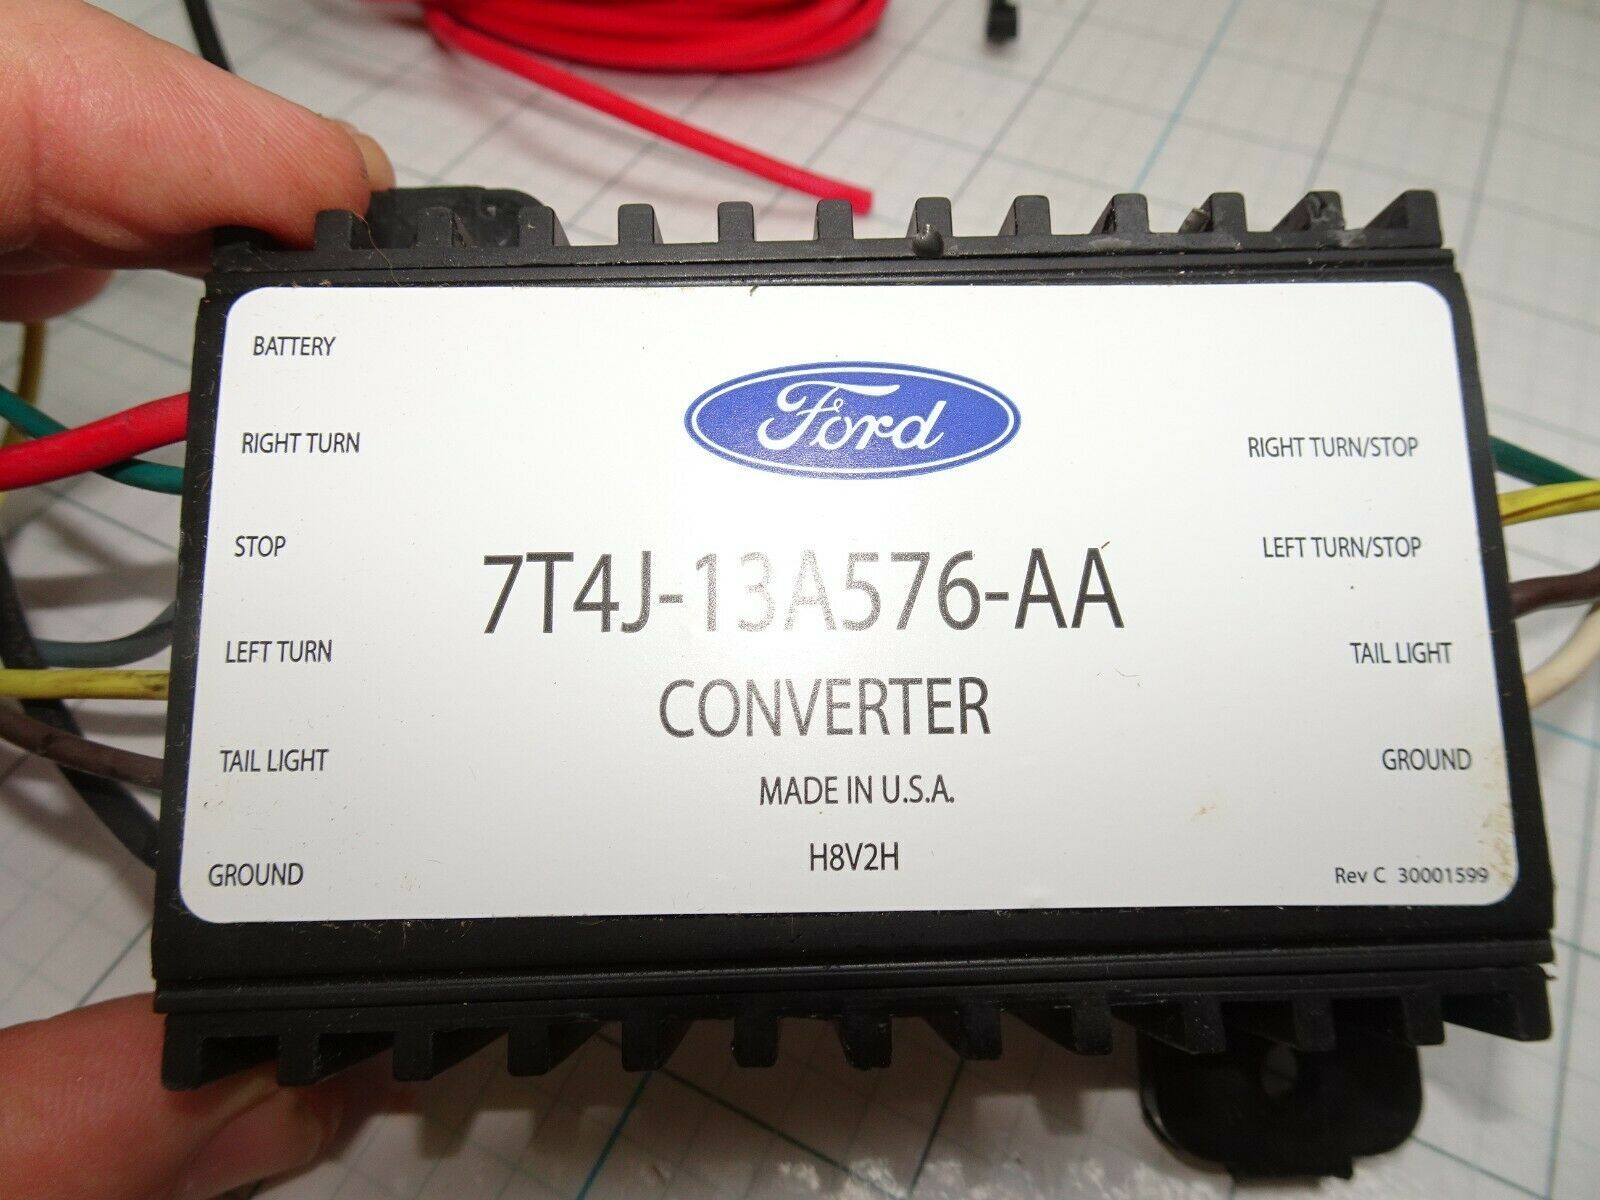 BATTERY
RIGHT TURN
STOP
LEFT TURN
TAIL LIGHT
GROUND
Ford
7T4J-13A576-AA
CONVERTER
MADE IN U.S.A.
H8V2H
RIGHT TURN/STOP
LEFT TURN/STOP
TAIL LIGHT
GROUND
Rev C 30001599